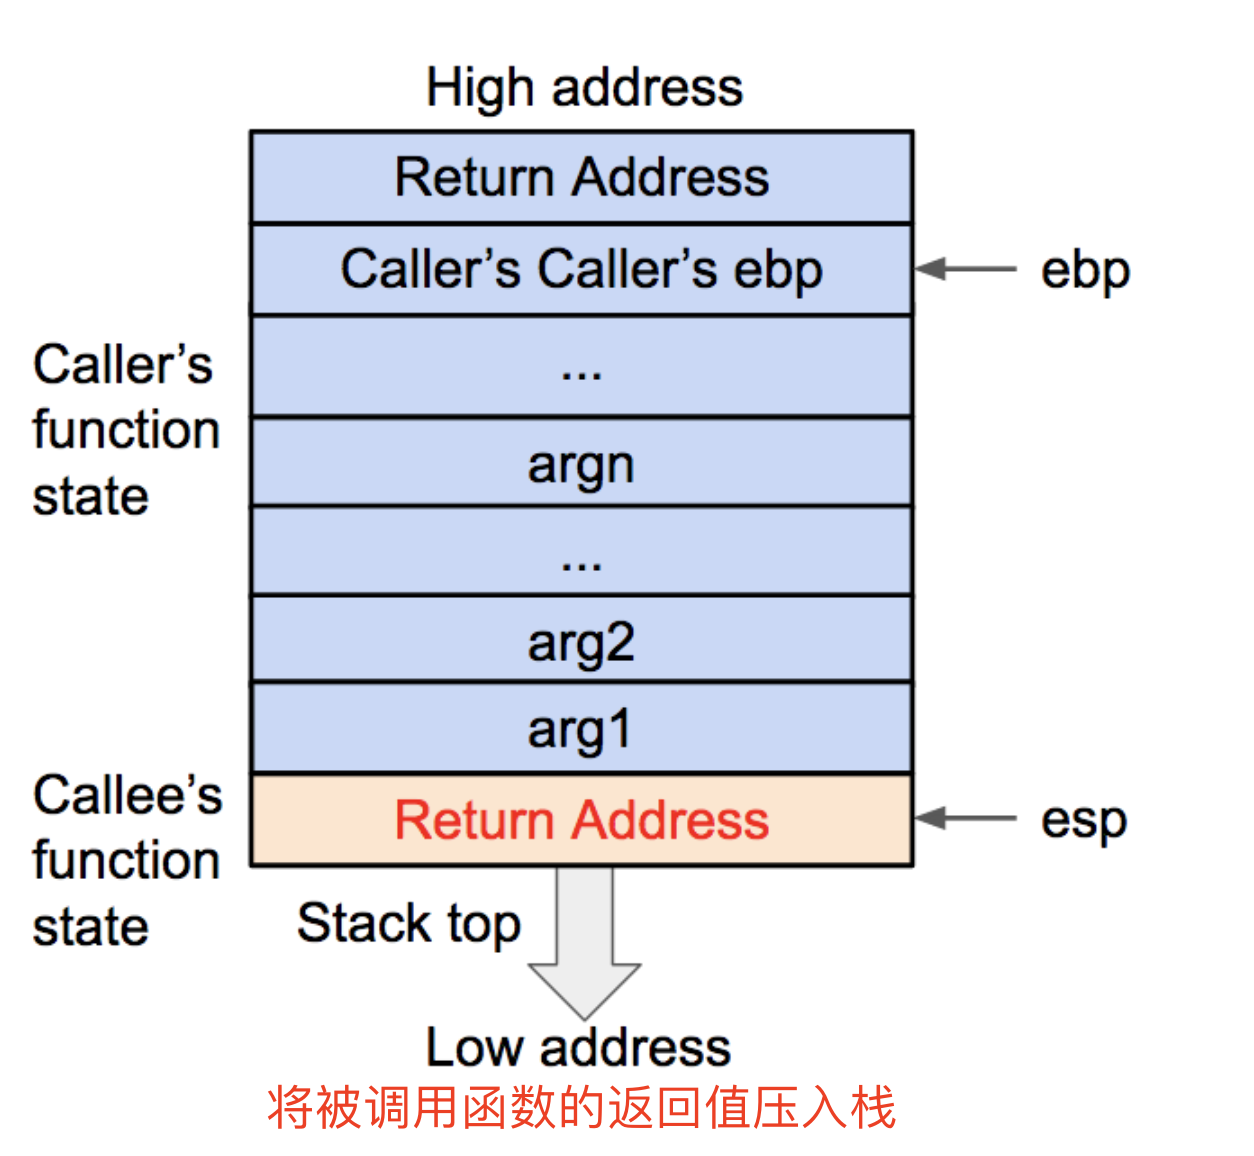 High address
Return Address
Caller’s Caller’s ebp
ebp
...
Caller’s
function
state
argn
...
arg2
arg1
Callee’s
function
state
Return Address
esp
Stack top
Low address
将被调用函数的返回值压入栈